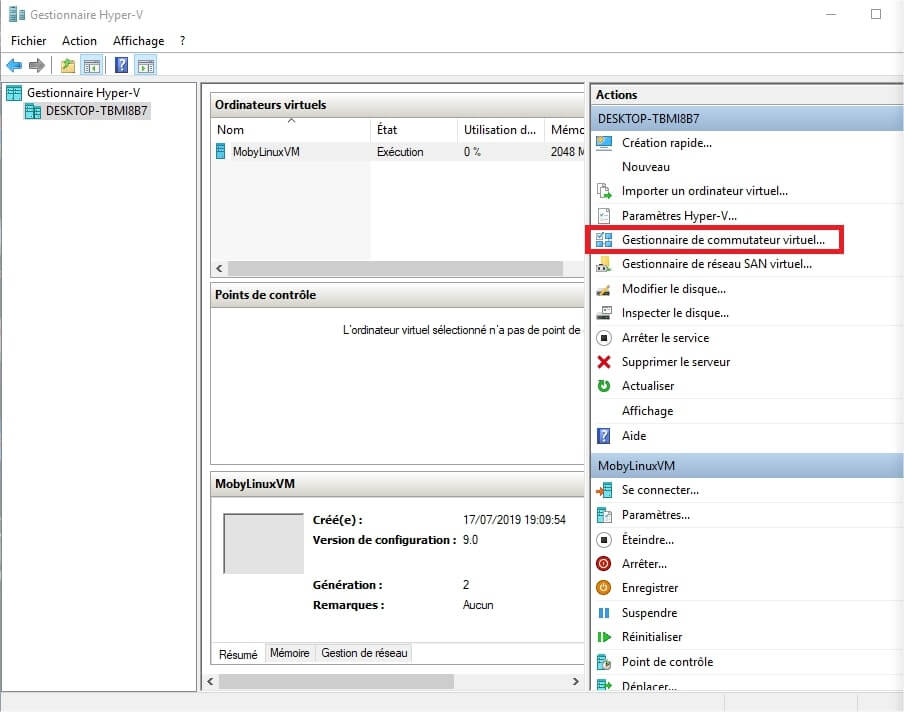 Gestionnaire Hyper-V
Fichier Action Affichage ?
Gestionnaire Hyper-V
DESKTOP-TBMI8B7
Ordinateurs virtuels
Nom État Utilisation d... Mémo
MobyLinuxVM Exécution 0 % 2048 M
Points de contrôle
L'ordinateur virtuel sélectionné n'a pas de point de
MobyLinuxVM
Créé(e) : 17/07/2019 19:09:54
Version de configuration : 9.0
Génération : 2
Remarques : Aucun
Résumé Mémoire Gestion de réseau
Actions
DESKTOP-TBMI8B7
Création rapide...
Nouveau
Importer un ordinateur virtuel...
Paramètres Hyper-V...
Gestionnaire de commutateur virtuel...
Gestionnaire de réseau SAN virtuel...
Modifier le disque...
Inspecter le disque...
Arrêter le service
Supprimer le serveur
Actualiser
Affichage
Aide
MobyLinuxVM
Se connecter...
Paramètres...
Éteindre...
Arrêter...
Enregistrer
Suspendre
Réinitialiser
Point de contrôle
Déplacer...